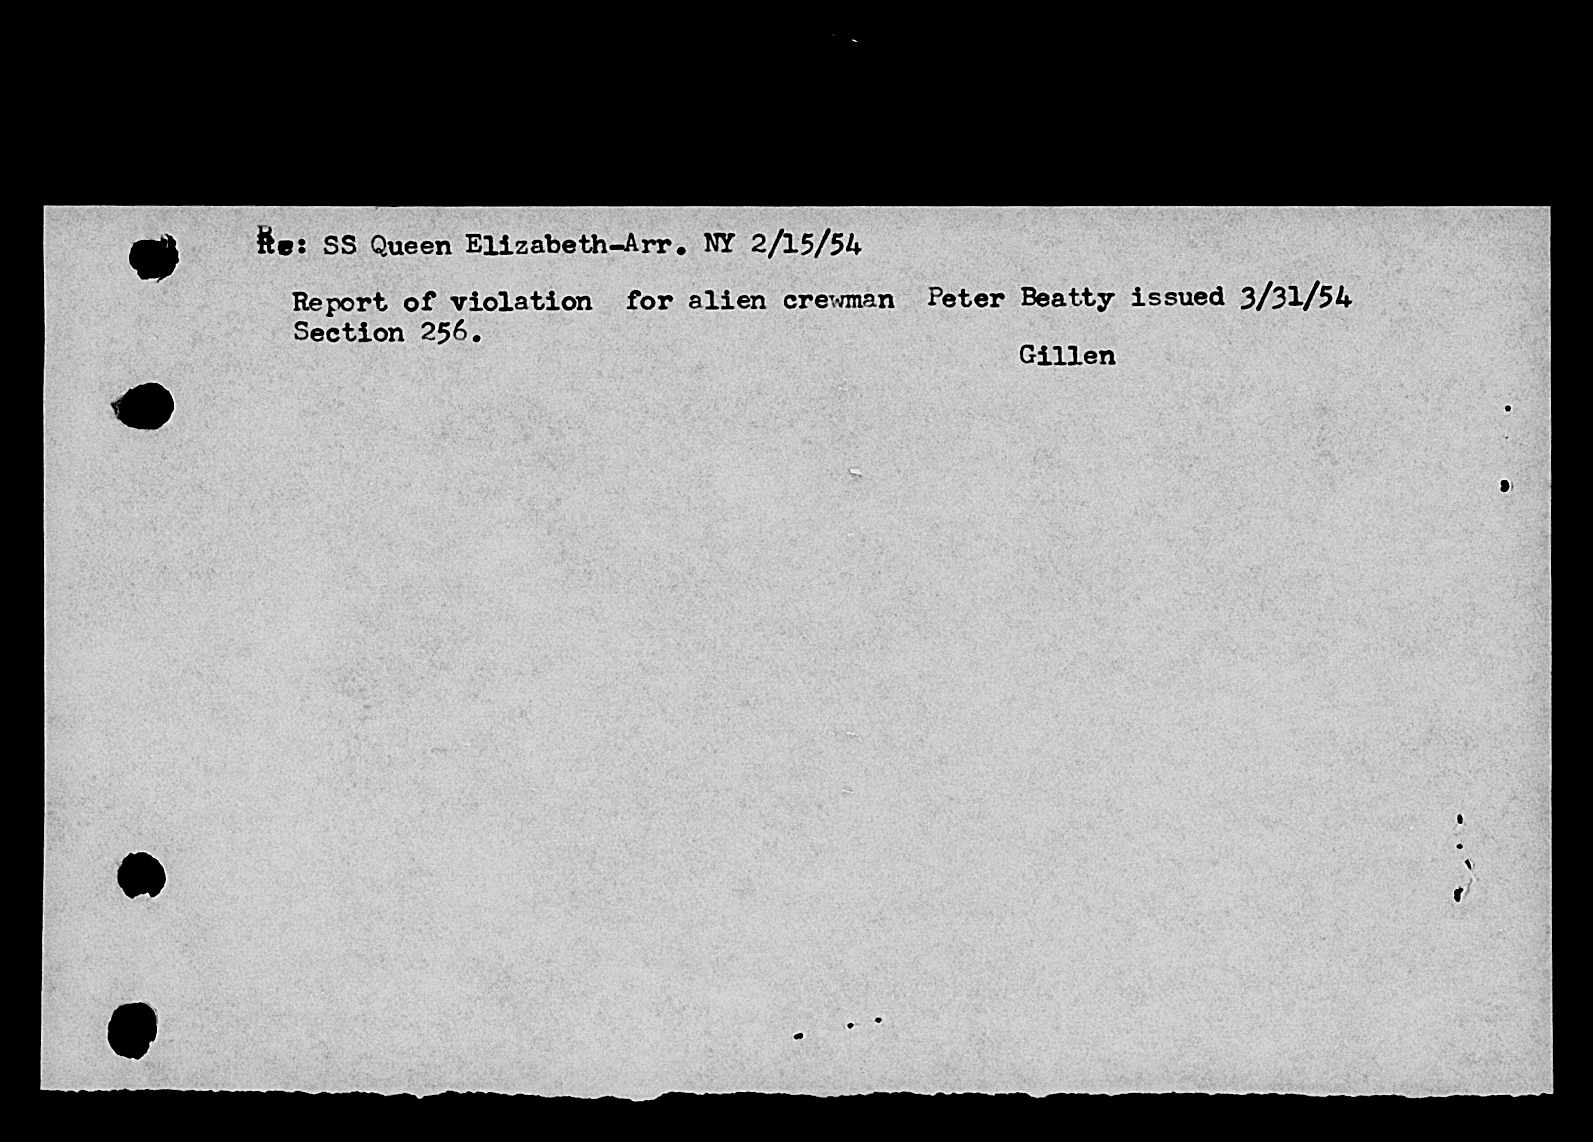 Re: SS Queen Elizabeth-Arr. NY 2/15/54
Report of violation for alien crewman Peter Beatty issued 3/31/54
Section 256.
Gillen